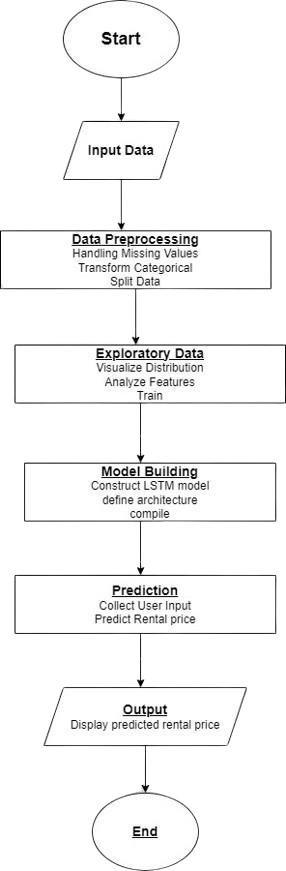 Start
Input Data
Data Preprocessing
Handling Missing Values
Transform Categorical
Split Data
Exploratory Data
Visualize Distribution
Analyze Features
Train
Model Building
Construct LSTM model
define architecture
compile
Prediction
Collect User Input
Predict Rental price
Output
Display predicted rental price
End